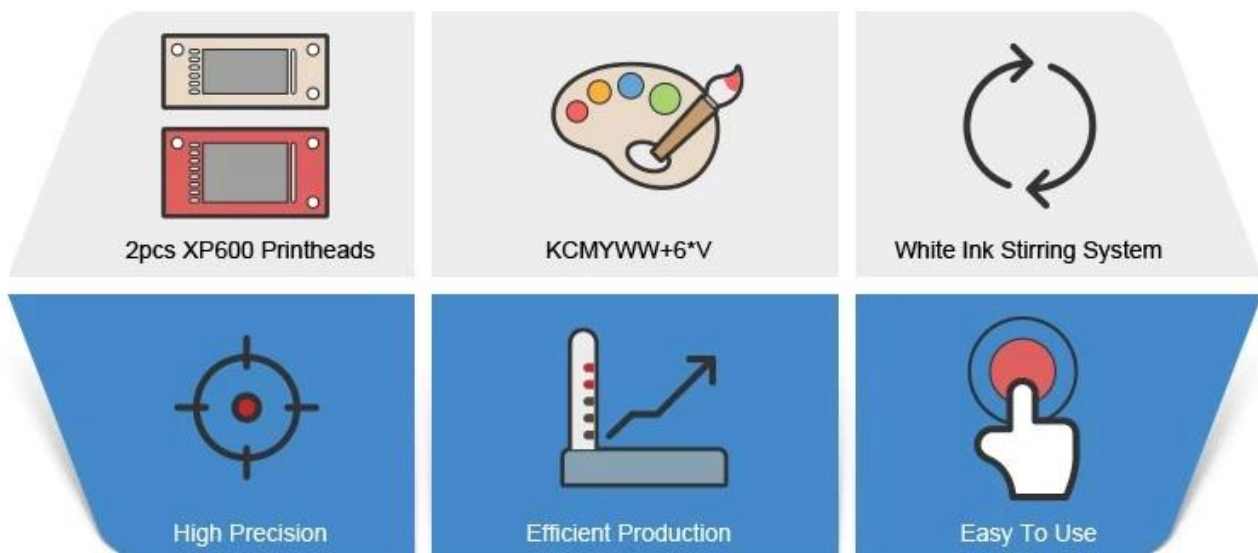 2pcs XP600 Printheads
KCMYWW+6*V
White Ink Stirring System
High Precision
Efficient Production
Easy To Use